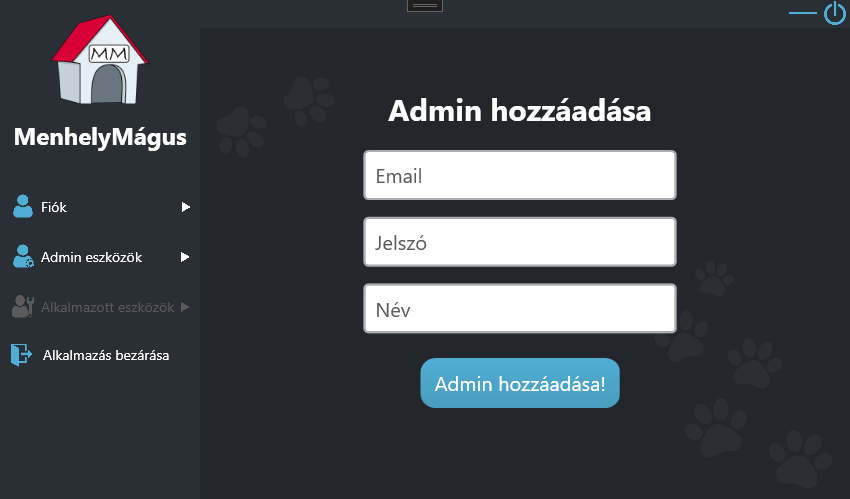 MM
MenhelyMágus
Fiók
Admin eszközök
Alkalmazott eszközök
Alkalmazás bezárása
Admin hozzáadása
Email
Jelszó
Név
Admin hozzáadása!